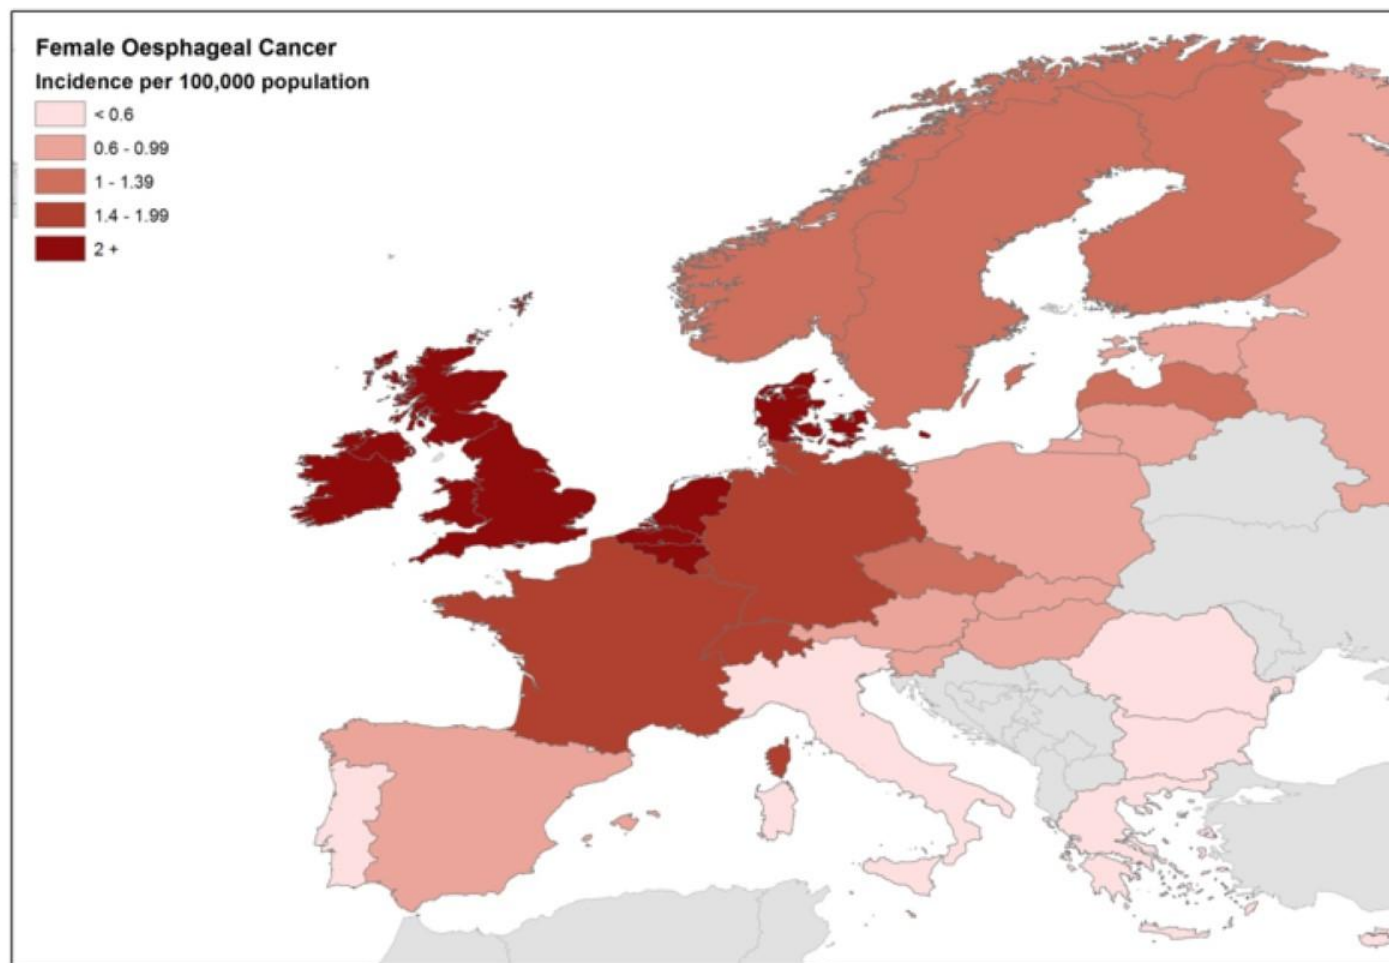 Female Oesphageal Cancer
Incidence per 100,000 population
< 0.6
0.6 - 0.99
1 - 1.39
1.4 - 1.99
2 +